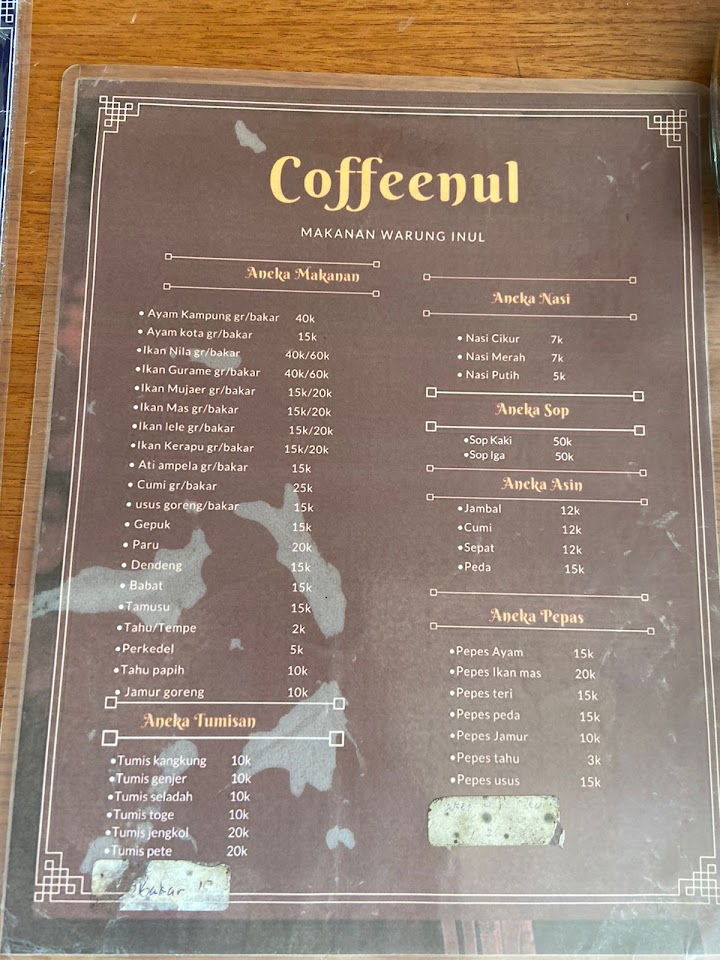 Coffeenul
MAKANAN WARUNG INUL
Aneka Makanan
• Ayam Kampung gr/bakar 40k
• Ayam kota gr/bakar 15k
•Ikan Nila gr/bakar 40k/60k
•Ikan Gurame gr/bakar 40k/60k
•Ikan Mujaer gr/bakar 15k/20k
•Ikan Mas gr/bakar 15k/20k
•Ikan lele gr/bakar 15k/20k
•Ikan Kerapu gr/bakar 15k/20k
• Ati ampela gr/bakar 15k
• Cumi gr/bakar 25k
• usus goreng/bakar 15k
• Gepuk 15k
• Paru 20k
• Dendeng 15k
• Babat 15k
•Tamusu 15k
•Tahu/Tempe 2k
•Perkedel 5k
•Tahu papih 10k
• Jamur goreng 10k
Aneka Tumisan
•Tumis kangkung 10k
•Tumis genjer 10k
•Tumis seladah 10k
•Tumis toge 10k
•Tumis jengkol 20k
•Tumis pete 20k
Bakar
Aneka Nasi
• Nasi Cikur 7k
• Nasi Merah 7k
• Nasi Putih 5k
Aneka Sop
•Sop Kaki 50k
•Sop Iga 50k
Aneka Asin
•Jambal 12k
•Cumi 12k
•Sepat 12k
•Peda 15k
Aneka Pepas
•Pepes Ayam 15k
•Pepes Ikan mas 20k
•Pepes teri 15k
•Pepes peda 15k
•Pepes Jamur 10k
•Pepes tahu 3k
•Pepes usus 15k